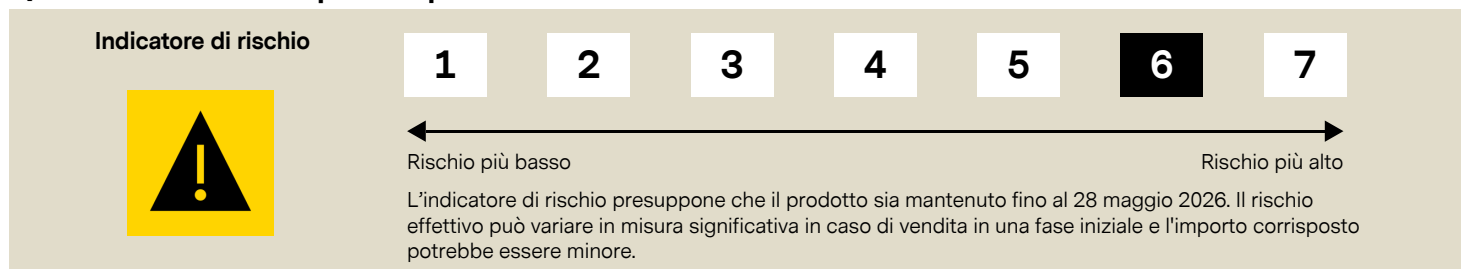 Indicatore di rischio
1 2 3 4 5 6 7
Rischio più basso Rischio più alto
L'indicatore di rischio presuppone che il prodotto sia mantenuto fino al 28 maggio 2026. Il rischio
effettivo può variare in misura significativa in caso di vendita in una fase iniziale e l'importo corrisposto
potrebbe essere minore.